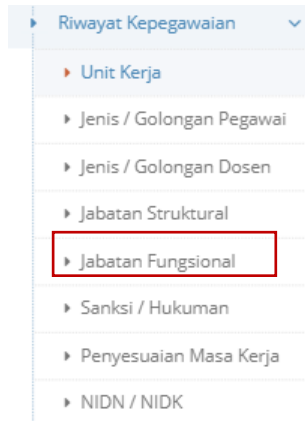 Riwayat Kepegawaian
Unit Kerja
Jenis / Golongan Pegawai
Jenis / Golongan Dosen
Jabatan Struktural
Jabatan Fungsional
Sanksi / Hukuman
Penyesuaian Masa Kerja
NIDN / NIDK